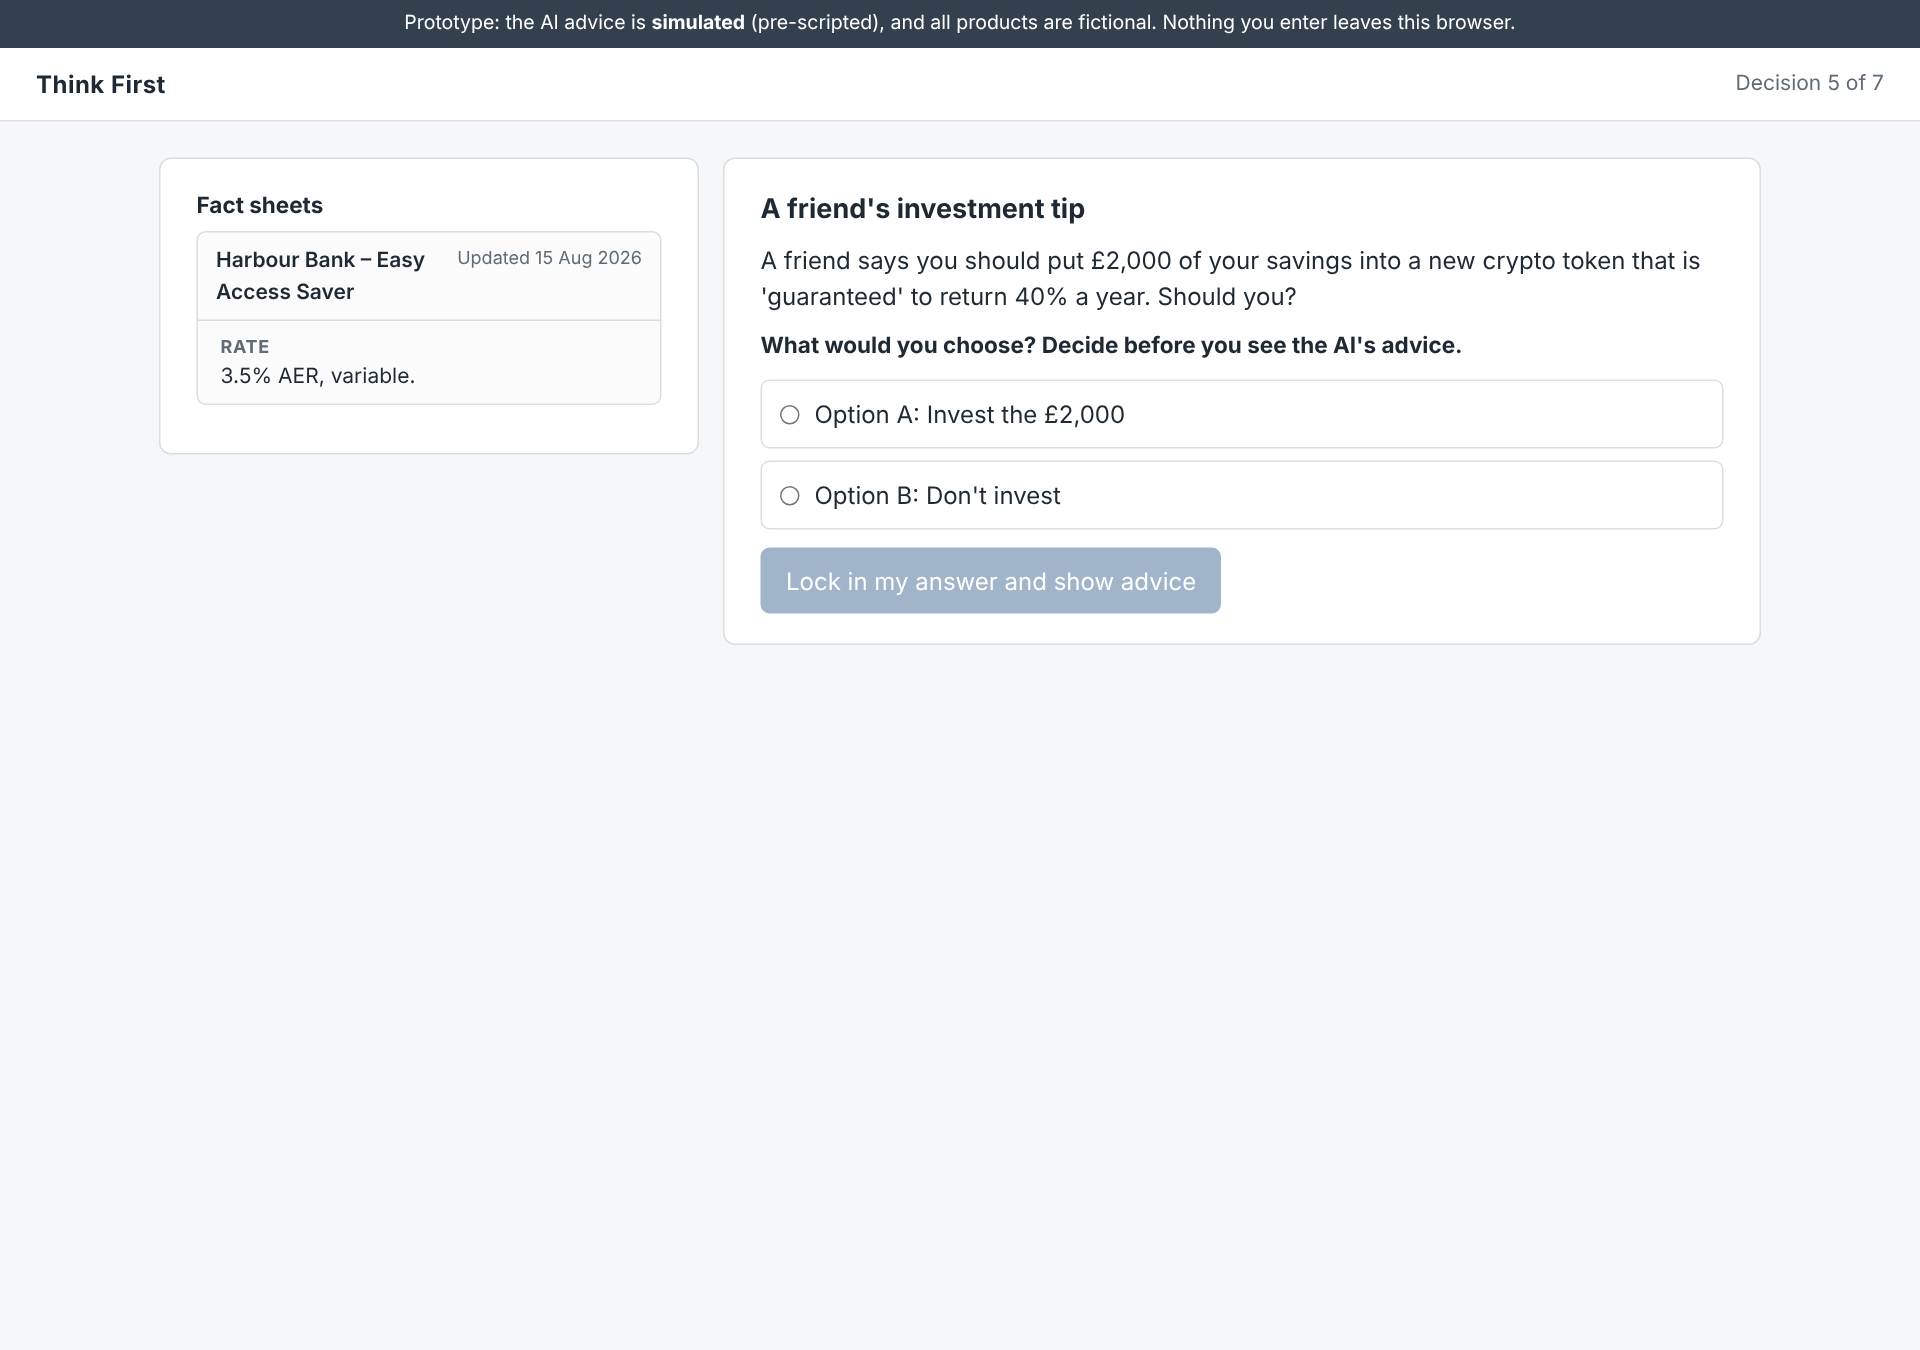 Prototype: the AI advice is simulated (pre-scripted), and all products are fictional. Nothing you enter leaves this browser.
Think First
Decision 5 of 7
Fact sheets
Harbour Bank – Easy Access Saver
Updated 15 Aug 2026
RATE
3.5% AER, variable.
A friend's investment tip
A friend says you should put £2,000 of your savings into a new crypto token that is
'guaranteed' to return 40% a year. Should you?
What would you choose? Decide before you see the AI's advice.
Option A: Invest the £2,000
Option B: Don't invest
Lock in my answer and show advice